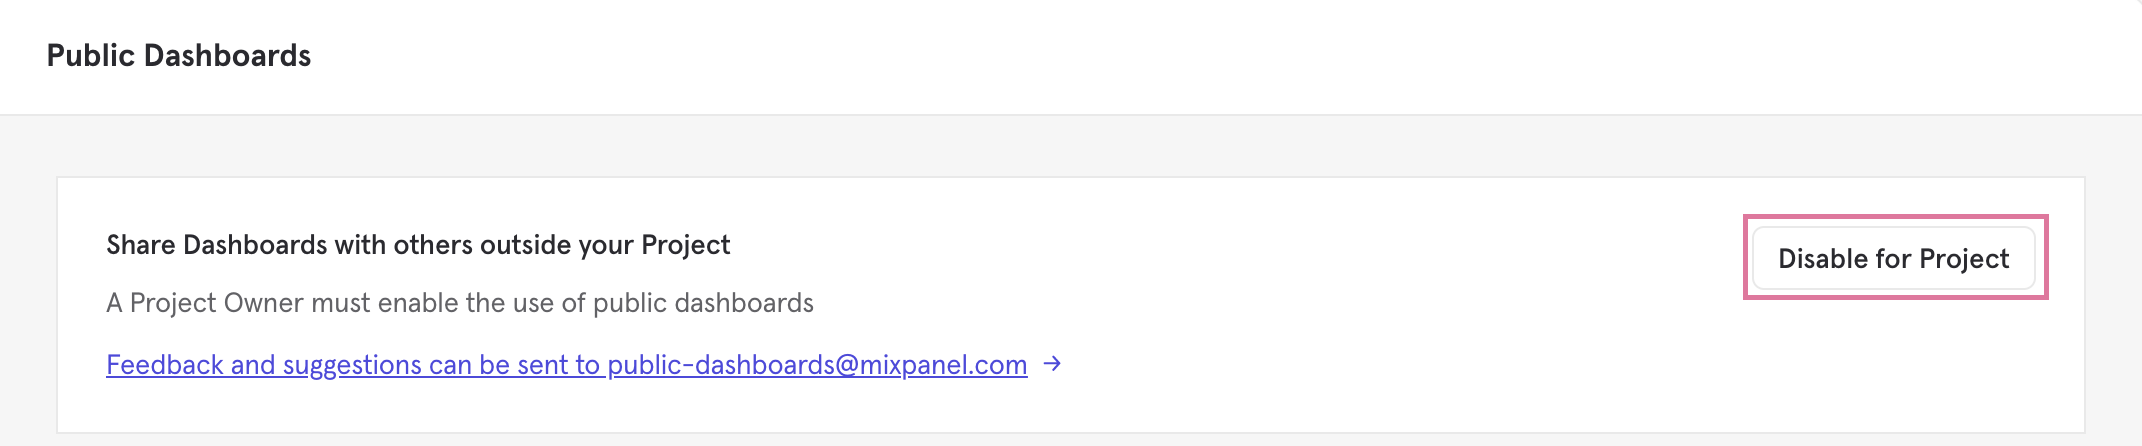 Public Dashboards
Share Dashboards with others outside your Project
Disable for Project
A Project Owner must enable the use of public dashboards
Feedback and suggestions can be sent to public-dashboards@mixpanel.com →